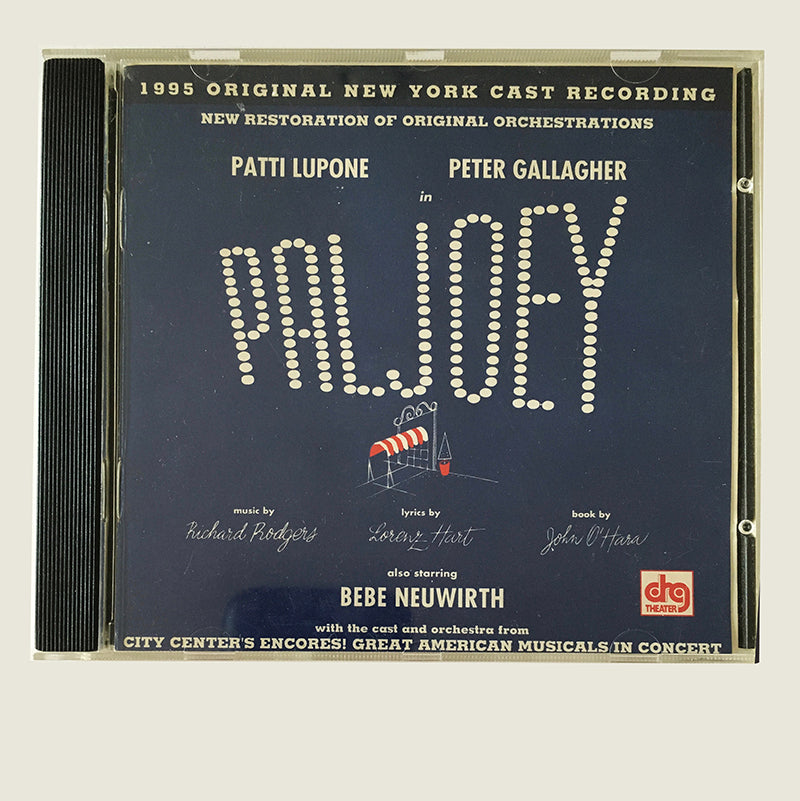 1995 ORIGINAL NEW YORK CAST RECORDING
NEW RESTORATION OF ORIGINAL ORCHESTRATIONS
PATTI LUPONE PETER GALLAGHER
in
PAL JOEY
music by lyrics by book by
Richard Rodgers Lorenz Hart John O'Hara
also starring
BEBE NEUWIRTH
drg
THEATER
with the cast and orchestra from
CITY CENTER'S ENCORES! GREAT AMERICAN MUSICALS IN CONCERT